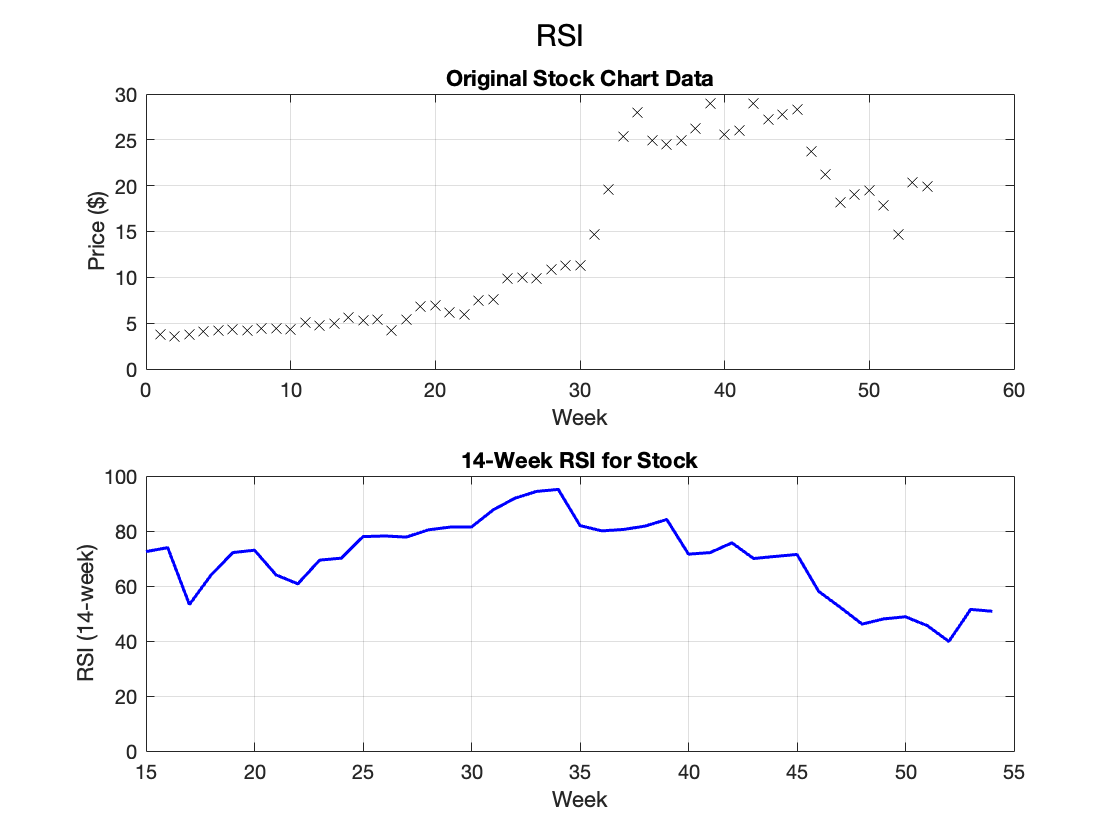 RSI
Original Stock Chart Data
30
25
20
15
10
5
0
Price ($)
0 10 20 30 40 50 60
Week
14-Week RSI for Stock
100
80
60
40
20
0
RSI (14-week)
15 20 25 30 35 40 45 50 55
Week